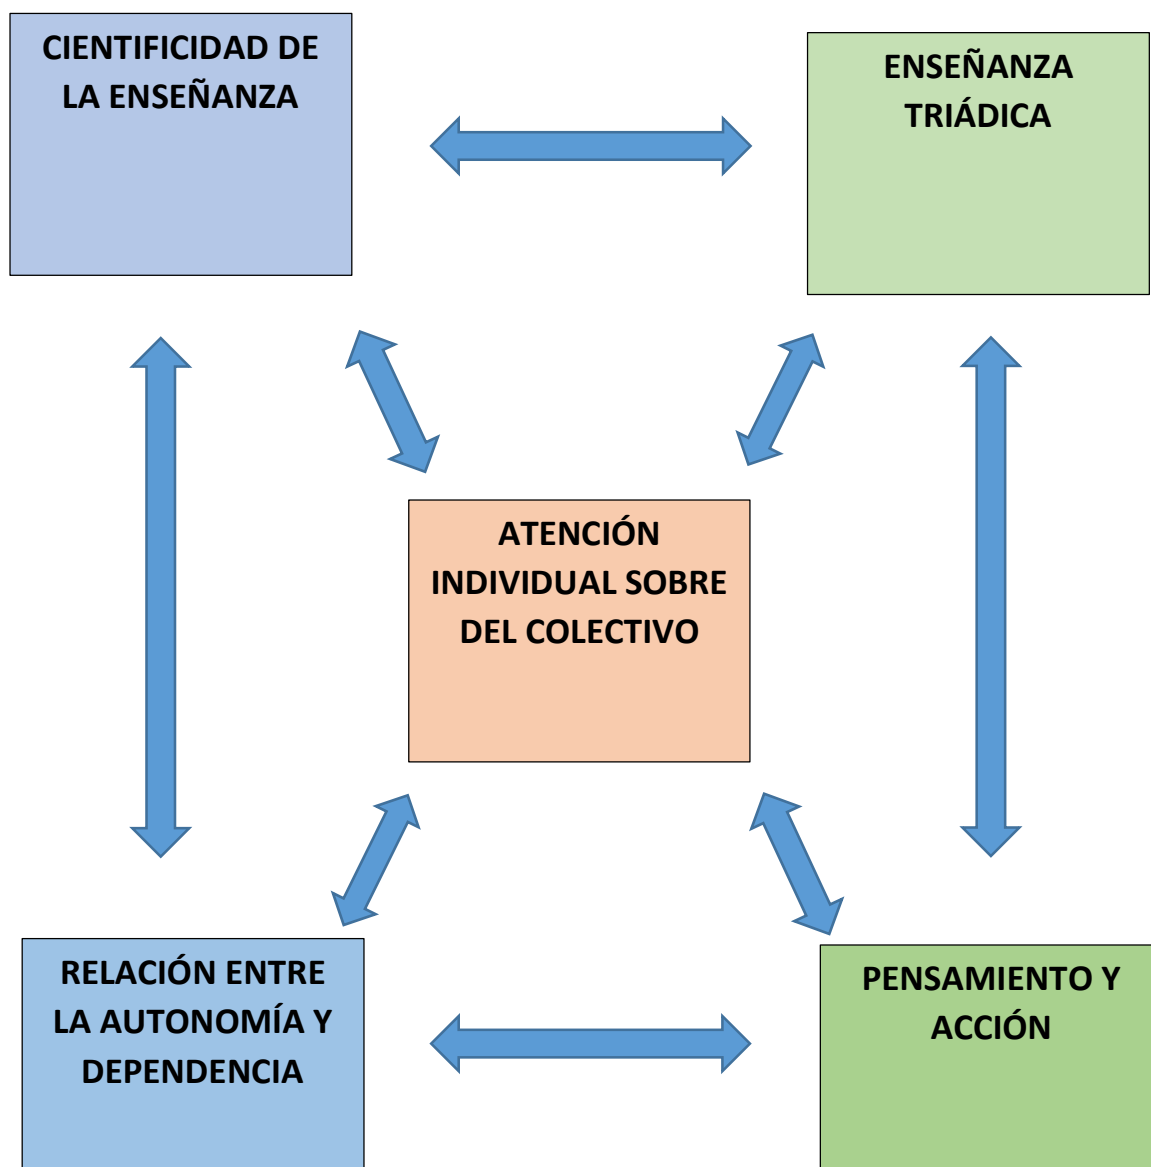 CIENTIFICIDAD DE
LA ENSEÑANZA
ENSEÑANZA
TRIÁDICA
ATENCIÓN
INDIVIDUAL SOBRE
DEL COLECTIVO
RELACIÓN ENTRE
LA AUTONOMÍA Y
DEPENDENCIA
PENSAMIENTO Y
ACCIÓN